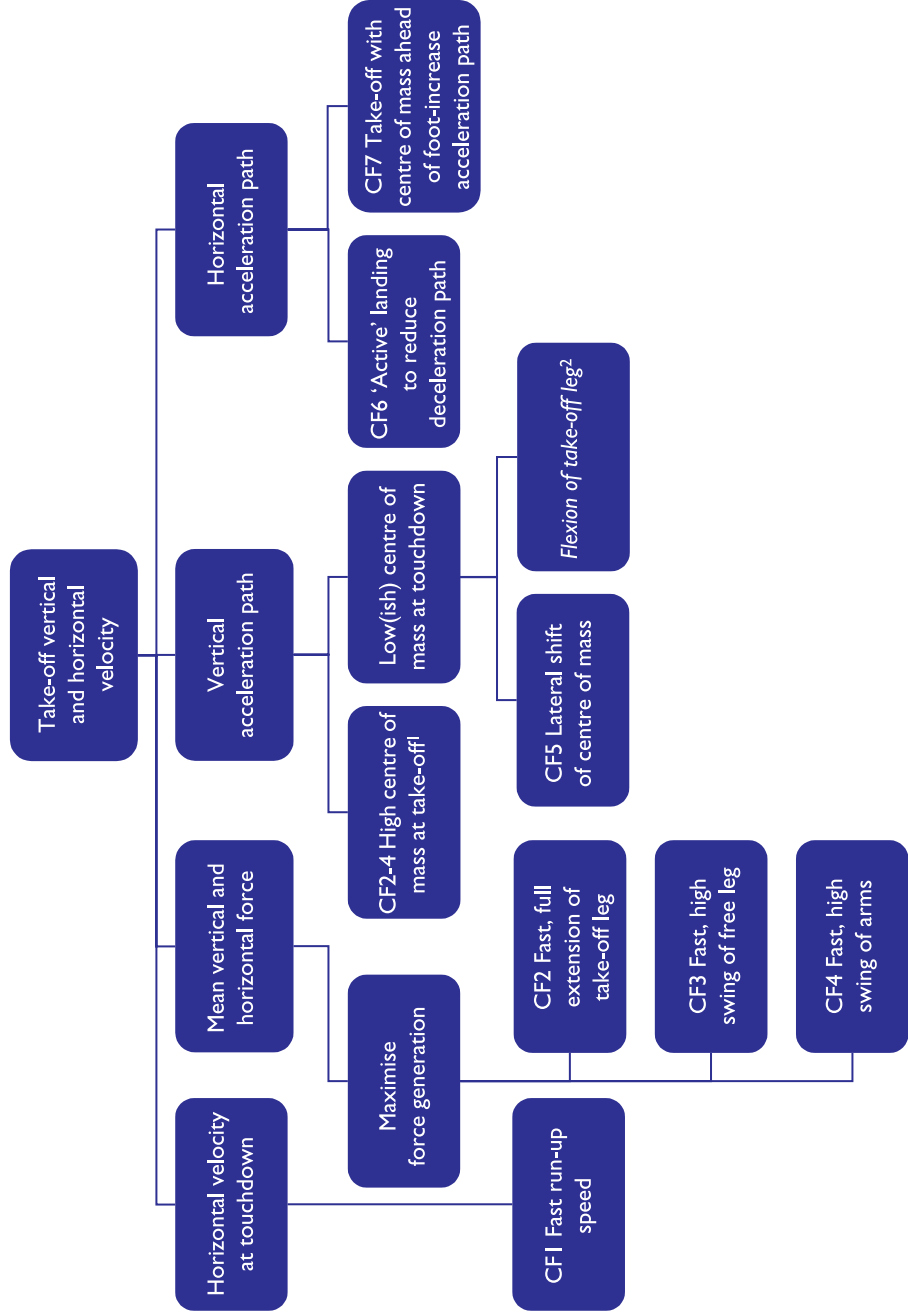 Take-off vertical
and horizontal
velocity
Horizontal velocity
at touchdown
Mean vertical and
horizontal force
Vertical
acceleration path
Horizontal
acceleration path
Maximise
force generation
CF2-4 High centre of
mass at take-off¹
Low(ish) centre of
mass at touchdown
CF6 ‘Active’ landing
to reduce
deceleration path
CF7 Take-off with
centre of mass ahead
of foot-increase
acceleration path
CF1 Fast run-up
speed
CF2 Fast, full
extension of
take-off leg
CF5 Lateral shift
of centre of mass
Flexion of take-off leg²
CF3 Fast, high
swing of free leg
CF4 Fast, high
swing of arms